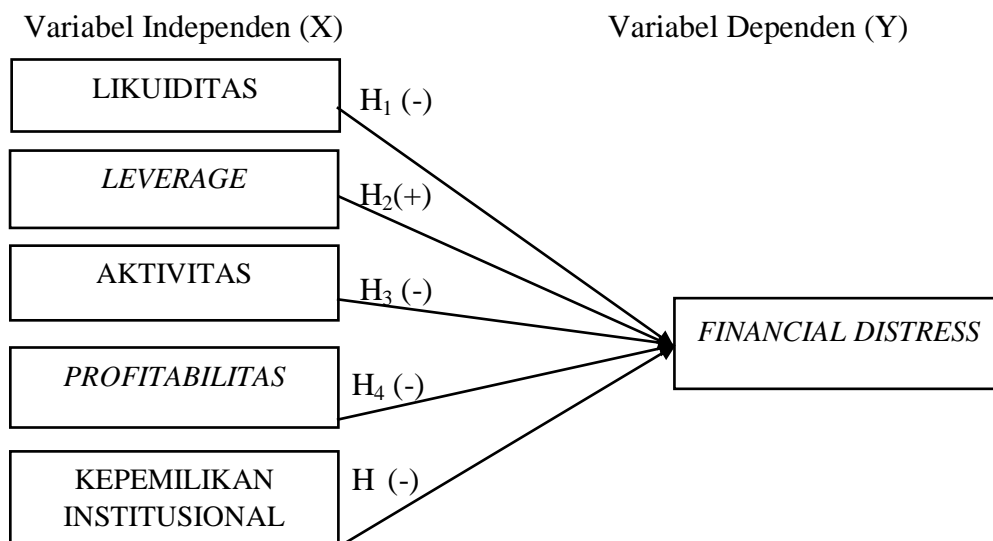 Variabel Independen (X)
Variabel Dependen (Y)
LIKUIDITAS
H₁ (-)
LEVERAGE
H₂(+)
AKTIVITAS
H₃ (-)
FINANCIAL DISTRESS
PROFITABILITAS
H₄ (-)
KEPEMILIKAN
INSTITUSIONAL
H (-)